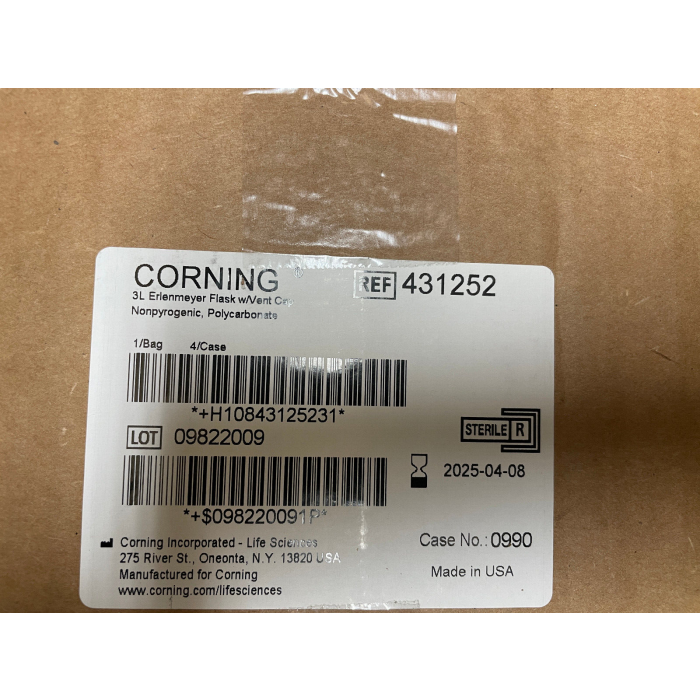 CORNING ®
REF 431252
3L Erlenmeyer Flask w/Vent
Nonpyrogenic, Polycarbonate
1/Bag 4/Case
*+H10843125231*
LOT 09822009
STERILE R
2025-04-08
*+$098220091P*
Corning Incorporated - Life Sciences
275 River St., Oneonta, N.Y. 13820 USA
Manufactured for Corning
www.corning.com/lifesciences
Case No.: 0990
Made in USA